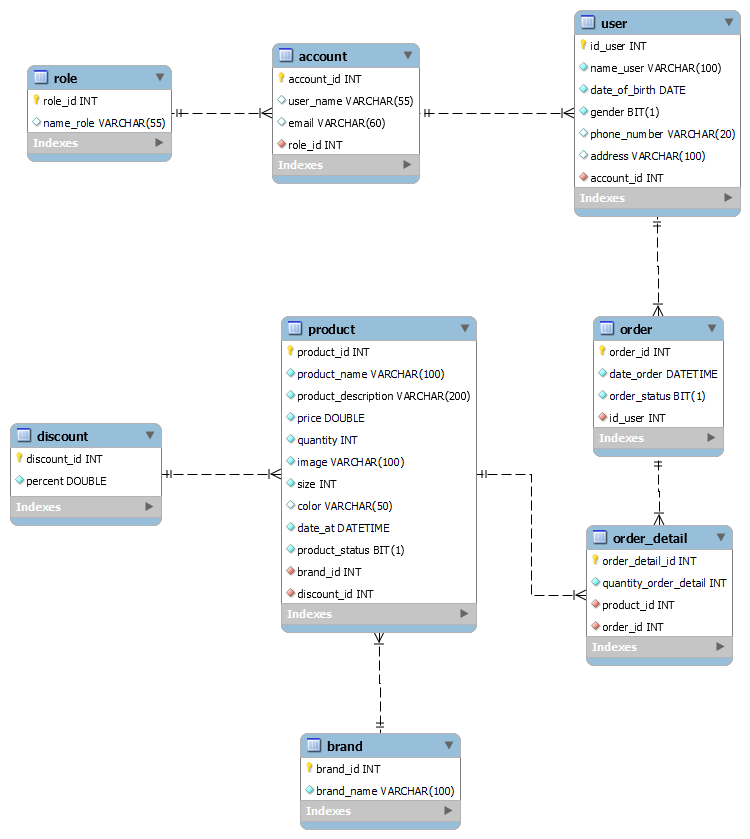 role
role_id INT
name_role VARCHAR(55)
Indexes
account
account_id INT
user_name VARCHAR(55)
email VARCHAR(60)
role_id INT
Indexes
user
id_user INT
name_user VARCHAR(100)
date_of_birth DATE
gender BIT(1)
phone_number VARCHAR(20)
address VARCHAR(100)
account_id INT
Indexes
discount
discount_id INT
percent DOUBLE
Indexes
product
product_id INT
product_name VARCHAR(100)
product_description VARCHAR(200)
price DOUBLE
quantity INT
image VARCHAR(100)
size INT
color VARCHAR(50)
date_at DATETIME
product_status BIT(1)
brand_id INT
discount_id INT
Indexes
order
order_id INT
date_order DATETIME
order_status BIT(1)
id_user INT
Indexes
order_detail
order_detail_id INT
quantity_order_detail INT
product_id INT
order_id INT
Indexes
brand
brand_id INT
brand_name VARCHAR(100)
Indexes